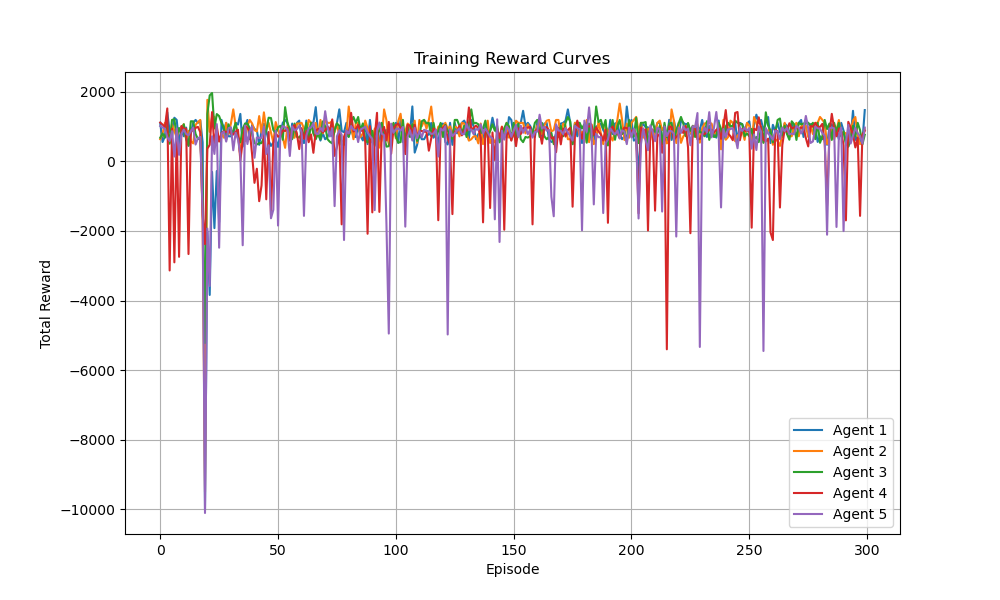 Training Reward Curves
2000
0
−2000
−4000
−6000
−8000
−10000
Total Reward
0 50 100 150 200 250 300
Episode
Agent 1
Agent 2
Agent 3
Agent 4
Agent 5